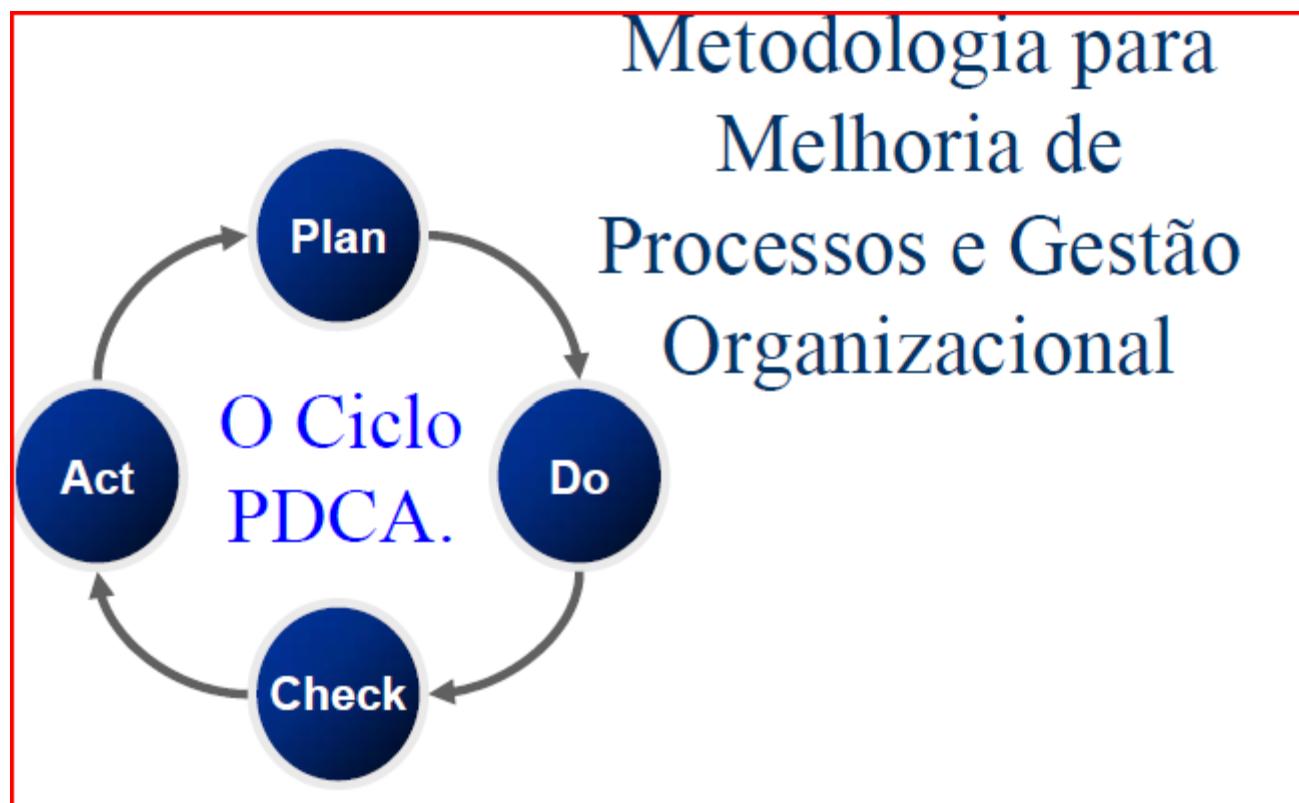 Metodologia para
Melhoria de
Processos e Gestão
Organizacional
Plan
Do
Check
Act
O Ciclo
PDCA.